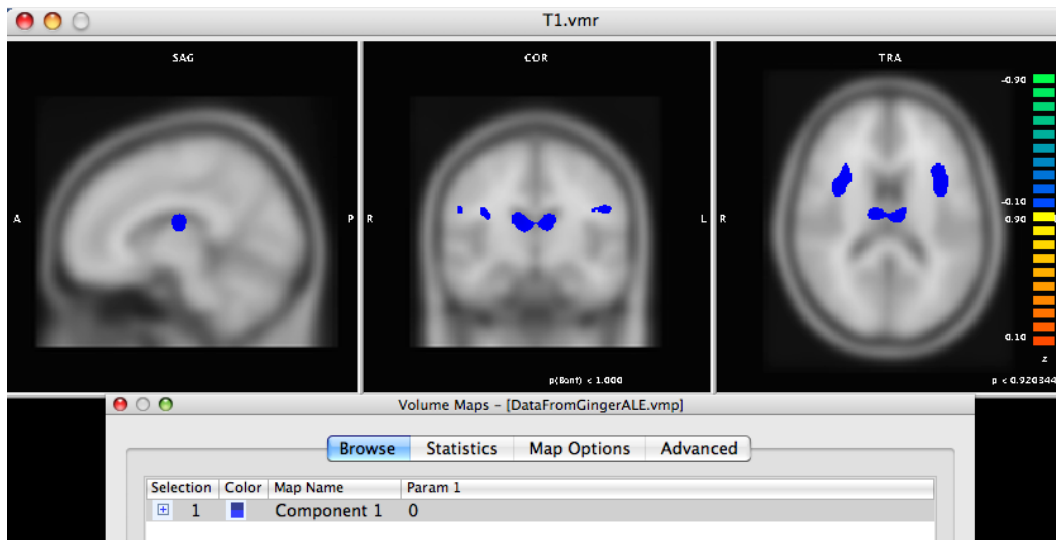 T1.vmr
SAG
COR
TRA
-0.90
A
P
R
L
R
-0.10
0.90
0.10
z
p(Bonf) < 1.000
p < 0.920344
Volume Maps - [DataFromGingerALE.vmp]
Browse Statistics Map Options Advanced
Selection Color Map Name Param 1
1 Component 1 0